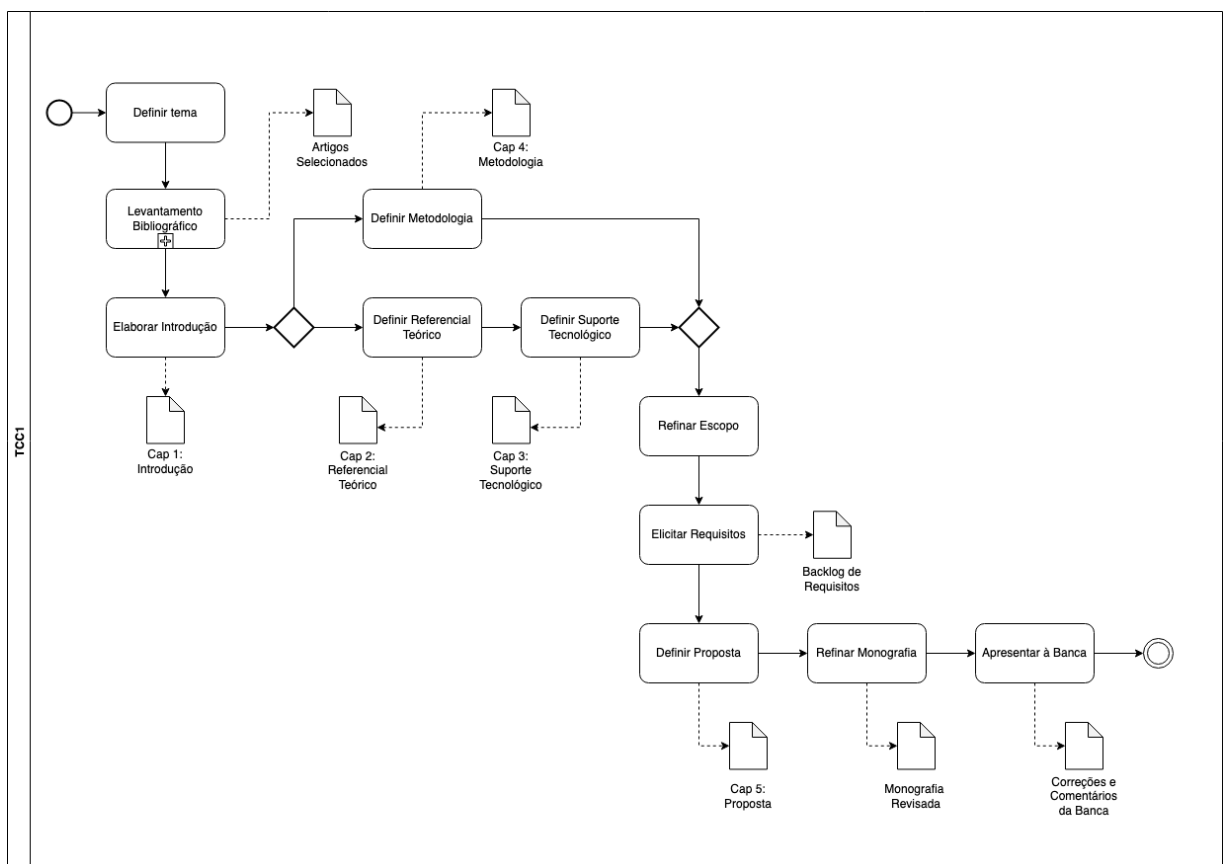 TCC1
Definir tema
Artigos
Selecionados
Cap 4:
Metodologia
Levantamento
Bibliográfico
Definir Metodologia
Elaborar Introdução
Definir Referencial
Teórico
Definir Suporte
Tecnológico
Cap 1:
Introdução
Cap 2:
Referencial
Teórico
Cap 3:
Suporte
Tecnológico
Refinar Escopo
Elicitar Requisitos
Backlog de
Requisitos
Definir Proposta
Refinar Monografia
Apresentar à Banca
Cap 5:
Proposta
Monografia
Revisada
Correções e
Comentários
da Banca